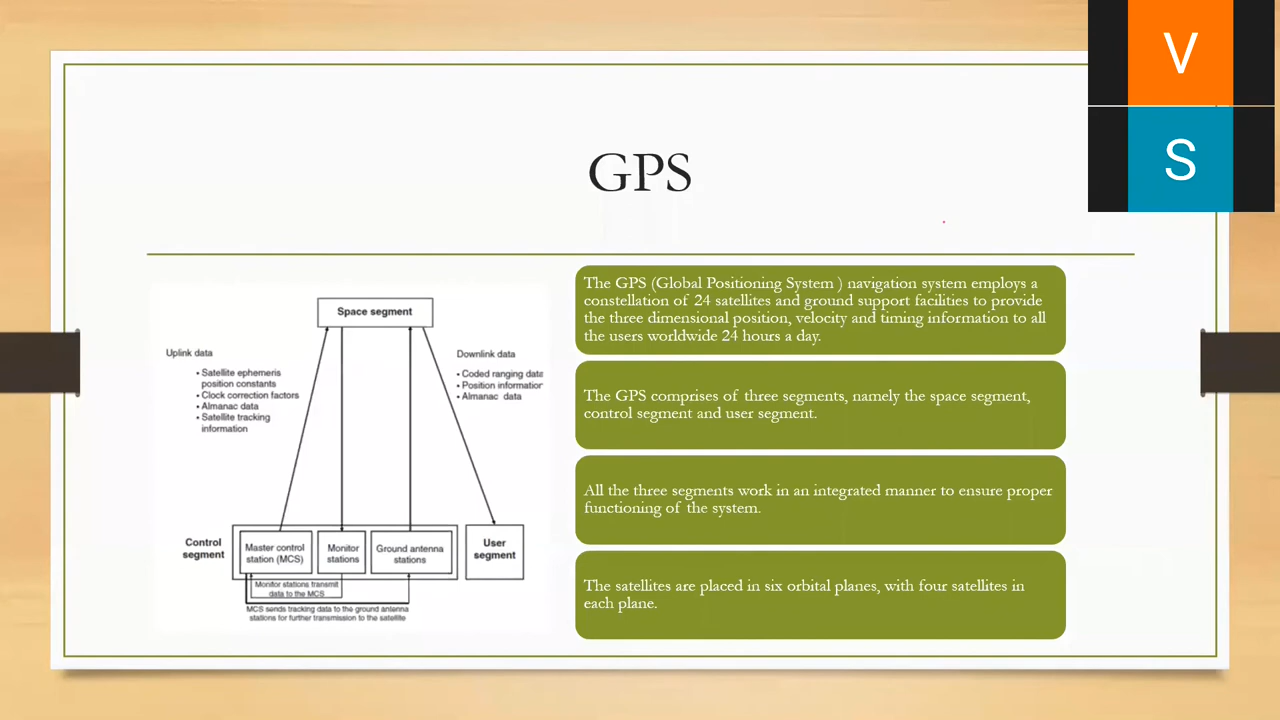 V
S
GPS
Space segment
Uplink data
• Satellite ephemeris
position constants
• Clock correction factors
• Almanac data
• Satellite tracking
information
Downlink data
• Coded ranging data
• Position information
• Almanac data
Control
segment
Master control
station (MCS)
Monitor
stations
Ground antenna
stations
User
segment
Monitor stations transmit
data to the MCS
MCS sends tracking data to the ground antenna
stations for further transmission to the satellite
The GPS (Global Positioning System ) navigation system employs a
constellation of 24 satellites and ground support facilities to provide
the three dimensional position, velocity and timing information to all
the users worldwide 24 hours a day.
The GPS comprises of three segments, namely the space segment,
control segment and user segment.
All the three segments work in an integrated manner to ensure proper
functioning of the system.
The satellites are placed in six orbital planes, with four satellites in
each plane.